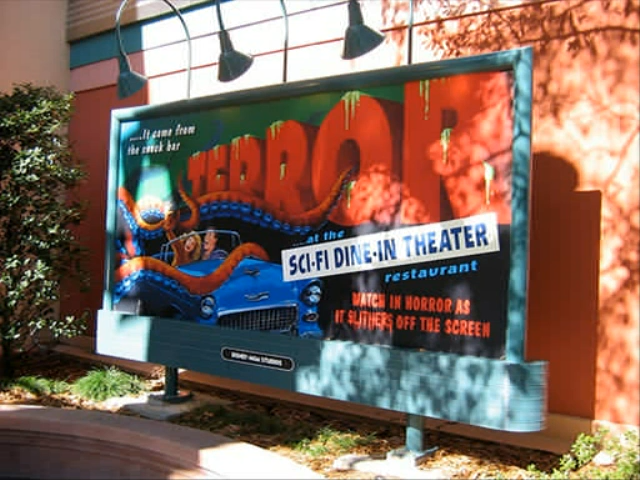 ....It came from
the snack bar
TERROR
...at the
SCI-FI DINE-IN THEATER
restaurant
WATCH IN HORROR AS
IT SLITHERS OFF THE SCREEN
DISNEY-MGM STUDIOS